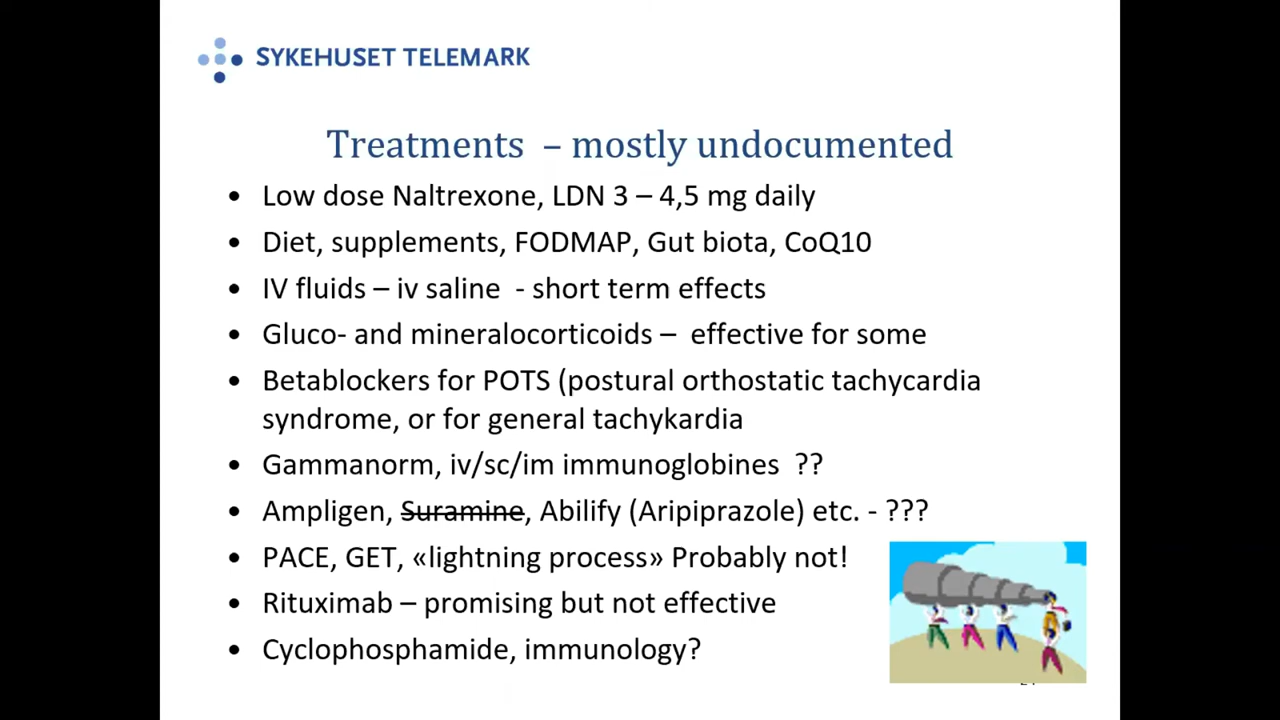 SYKEHUSET TELEMARK
Treatments – mostly undocumented
• Low dose Naltrexone, LDN 3 – 4,5 mg daily
• Diet, supplements, FODMAP, Gut biota, CoQ10
• IV fluids – iv saline - short term effects
• Gluco- and mineralocorticoids – effective for some
• Betablockers for POTS (postural orthostatic tachycardia
syndrome, or for general tachykardia
• Gammanorm, iv/sc/im immunoglobines ??
• Ampligen, Suramine, Abilify (Aripiprazole) etc. - ???
• PACE, GET, «lightning process» Probably not!
• Rituximab – promising but not effective
• Cyclophosphamide, immunology?